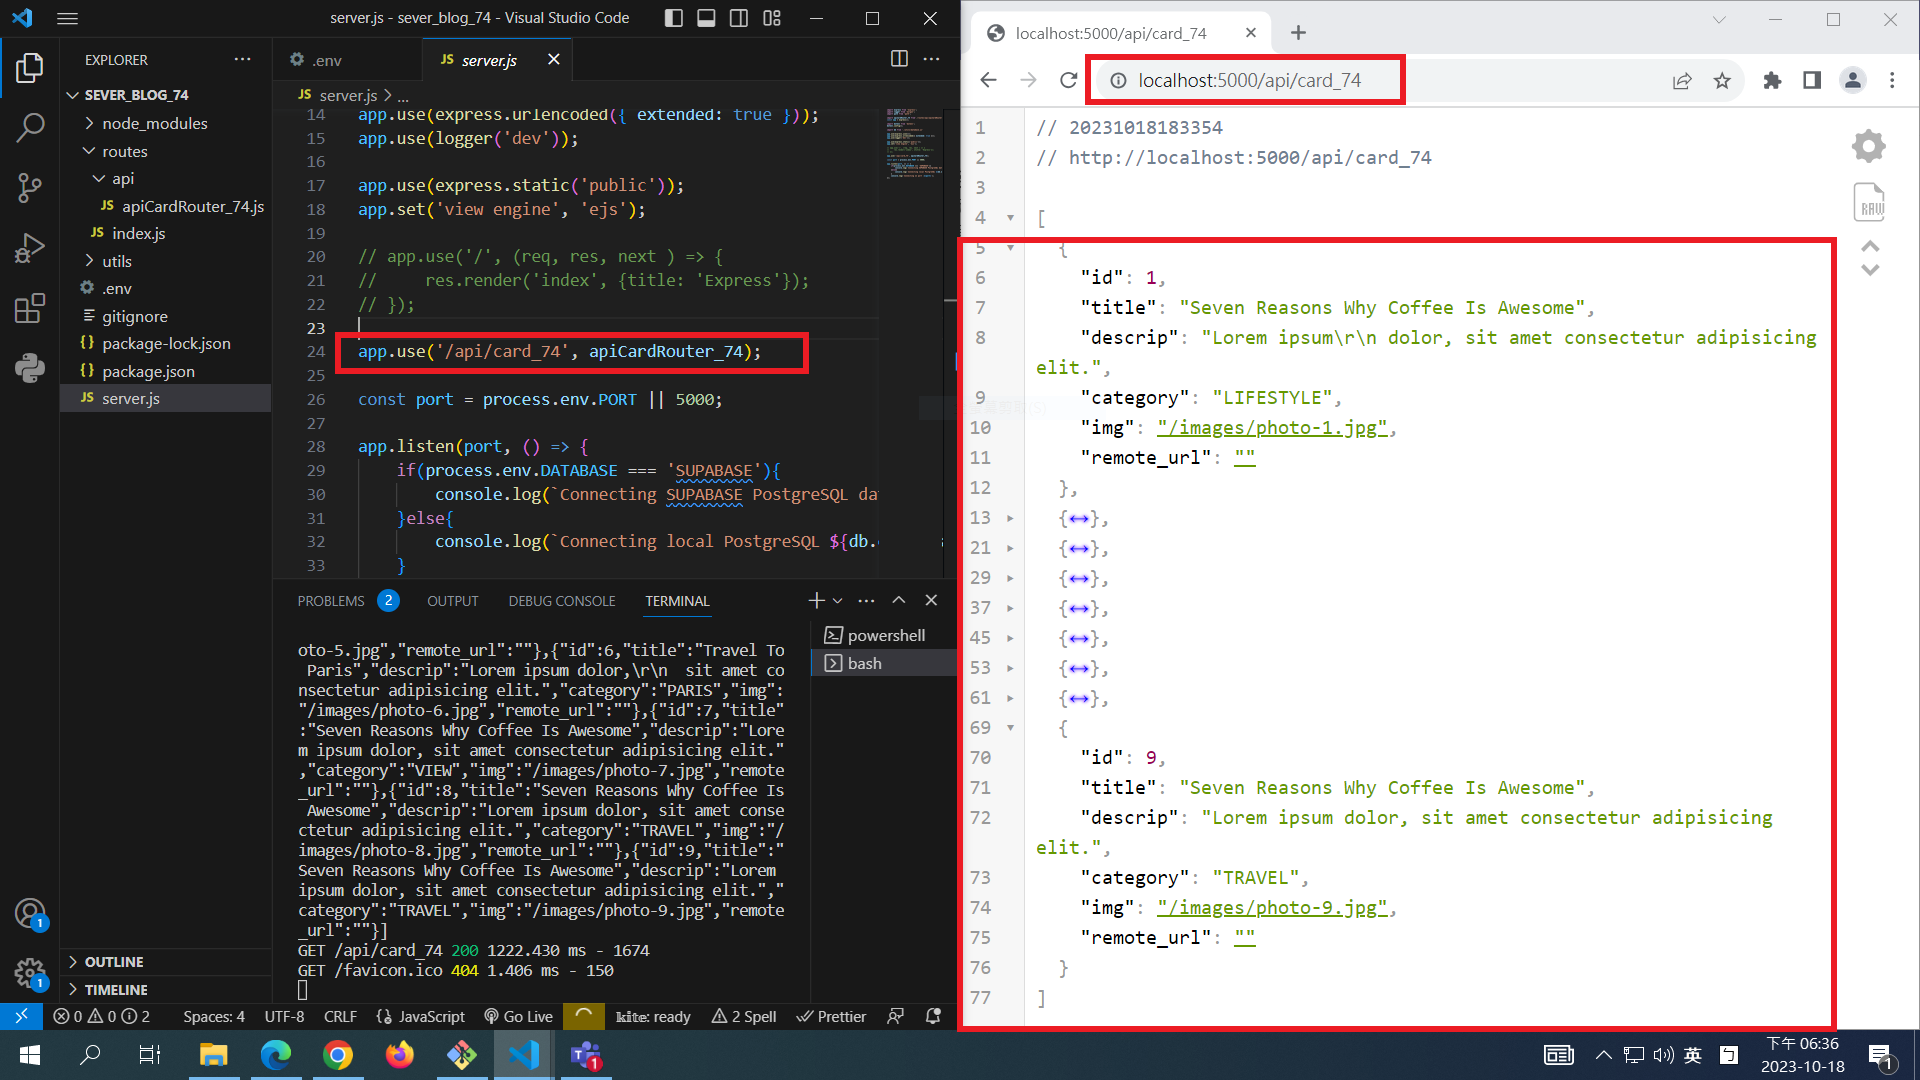 server.js - sever_blog_74 - Visual Studio Code
EXPLORER
SEVER_BLOG_74
node_modules
routes
api
JS apiCardRouter_74.js
JS index.js
utils
.env
gitignore
{} package-lock.json
{} package.json
JS server.js
OUTLINE
TIMELINE
.env
JS server.js
JS server.js > ...
14 app.use(express.urlencoded({ extended: true }));
15 app.use(logger('dev'));
16
17 app.use(express.static('public'));
18 app.set('view engine', 'ejs');
19
20 // app.use('/', (req, res, next ) => {
21 //     res.render('index', {title: 'Express'});
22 // });
23
24 app.use('/api/card_74', apiCardRouter_74);
25
26 const port = process.env.PORT || 5000;
27
28 app.listen(port, () => {
29     if(process.env.DATABASE === 'SUPABASE'){
30         console.log(`Connecting SUPABASE PostgreSQL da
31     }else{
32         console.log(`Connecting local PostgreSQL ${db.
33     }
PROBLEMS 2 OUTPUT DEBUG CONSOLE TERMINAL
powershell
bash
oto-5.jpg","remote_url":""},{"id":6,"title":"Travel To
 Paris","descrip":"Lorem ipsum dolor,\r\n  sit amet co
nsectetur adipisicing elit.","category":"PARIS","img":
"/images/photo-6.jpg","remote_url":""},{"id":7,"title"
:"Seven Reasons Why Coffee Is Awesome","descrip":"Lore
m ipsum dolor, sit amet consectetur adipisicing elit."
,"category":"VIEW","img":"/images/photo-7.jpg","remote
_url":""},{"id":8,"title":"Seven Reasons Why Coffee Is
 Awesome","descrip":"Lorem ipsum dolor, sit amet conse
ctetur adipisicing elit.","category":"TRAVEL","img":"/
images/photo-8.jpg","remote_url":""},{"id":9,"title":"
Seven Reasons Why Coffee Is Awesome","descrip":"Lorem
ipsum dolor, sit amet consectetur adipisicing elit.","
category":"TRAVEL","img":"/images/photo-9.jpg","remote
_url":""}]
GET /api/card_74 200 1222.430 ms - 1674
GET /favicon.ico 404 1.406 ms - 150
0 0 2 Spaces: 4 UTF-8 CRLF JavaScript Go Live kite: ready 2 Spell Prettier
localhost:5000/api/card_74
localhost:5000/api/card_74
1 // 20231018183354
2 // http://localhost:5000/api/card_74
3
4 [
5 {
6 "id": 1,
7 "title": "Seven Reasons Why Coffee Is Awesome",
8 "descrip": "Lorem ipsum\r\n dolor, sit amet consectetur adipisicing
elit.",
9 "category": "LIFESTYLE",
10 "img": "/images/photo-1.jpg",
11 "remote_url": ""
12 },
13 {↔},
21 {↔},
29 {↔},
37 {↔},
45 {↔},
53 {↔},
61 {↔},
69 {
70 "id": 9,
71 "title": "Seven Reasons Why Coffee Is Awesome",
72 "descrip": "Lorem ipsum dolor, sit amet consectetur adipisicing
elit.",
73 "category": "TRAVEL",
74 "img": "/images/photo-9.jpg",
75 "remote_url": ""
76 }
77 ]
RAW
1
1
1
英
下午 06:36
2023-10-18
1